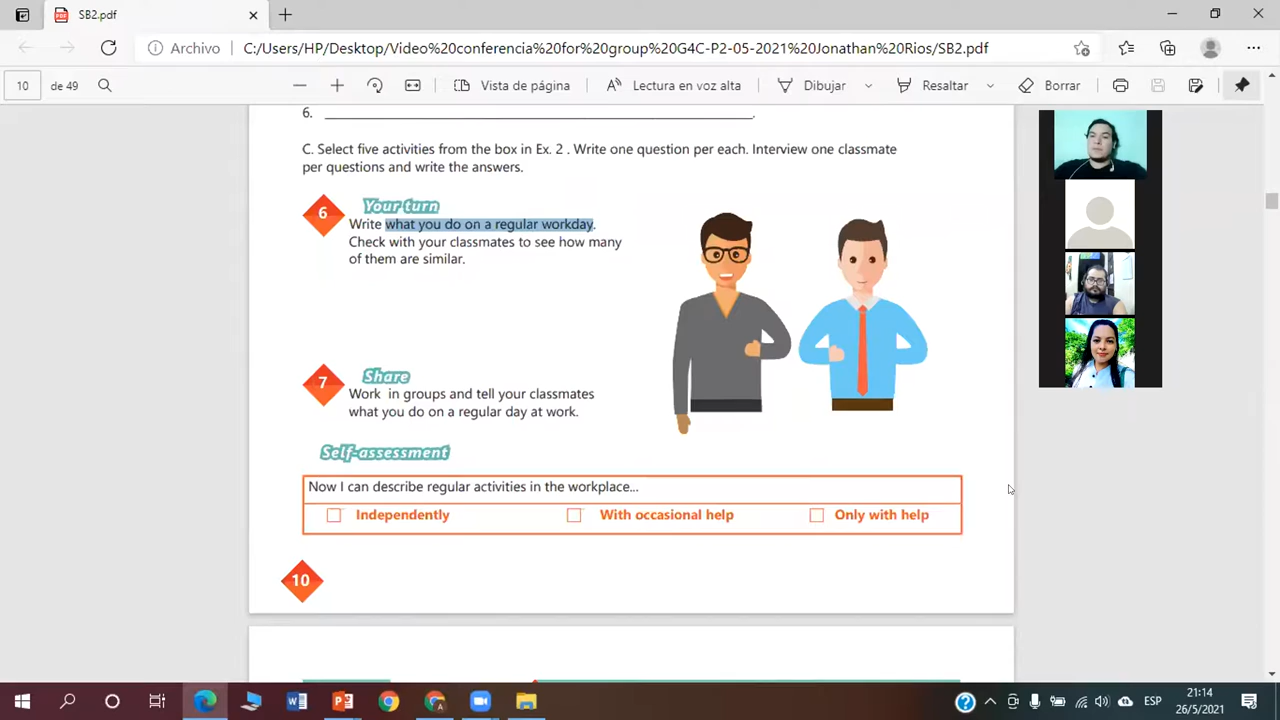 SB2.pdf
Archivo
C:/Users/HP/Desktop/Video%20conferencia%20for%20group%20G4C-P2-05-2021%20Jonathan%20Rios/SB2.pdf
10 de 49
Vista de página
Lectura en voz alta
Dibujar
Resaltar
Borrar
6. ___.
C. Select five activities from the box in Ex. 2 . Write one question per each. Interview one classmate
per questions and write the answers.
6
Your turn
Write what you do on a regular workday.
Check with your classmates to see how many
of them are similar.
7
Share
Work in groups and tell your classmates
what you do on a regular day at work.
Self-assessment
Now I can describe regular activities in the workplace...
Independently
With occasional help
Only with help
10
ESP
21:14
26/5/2021